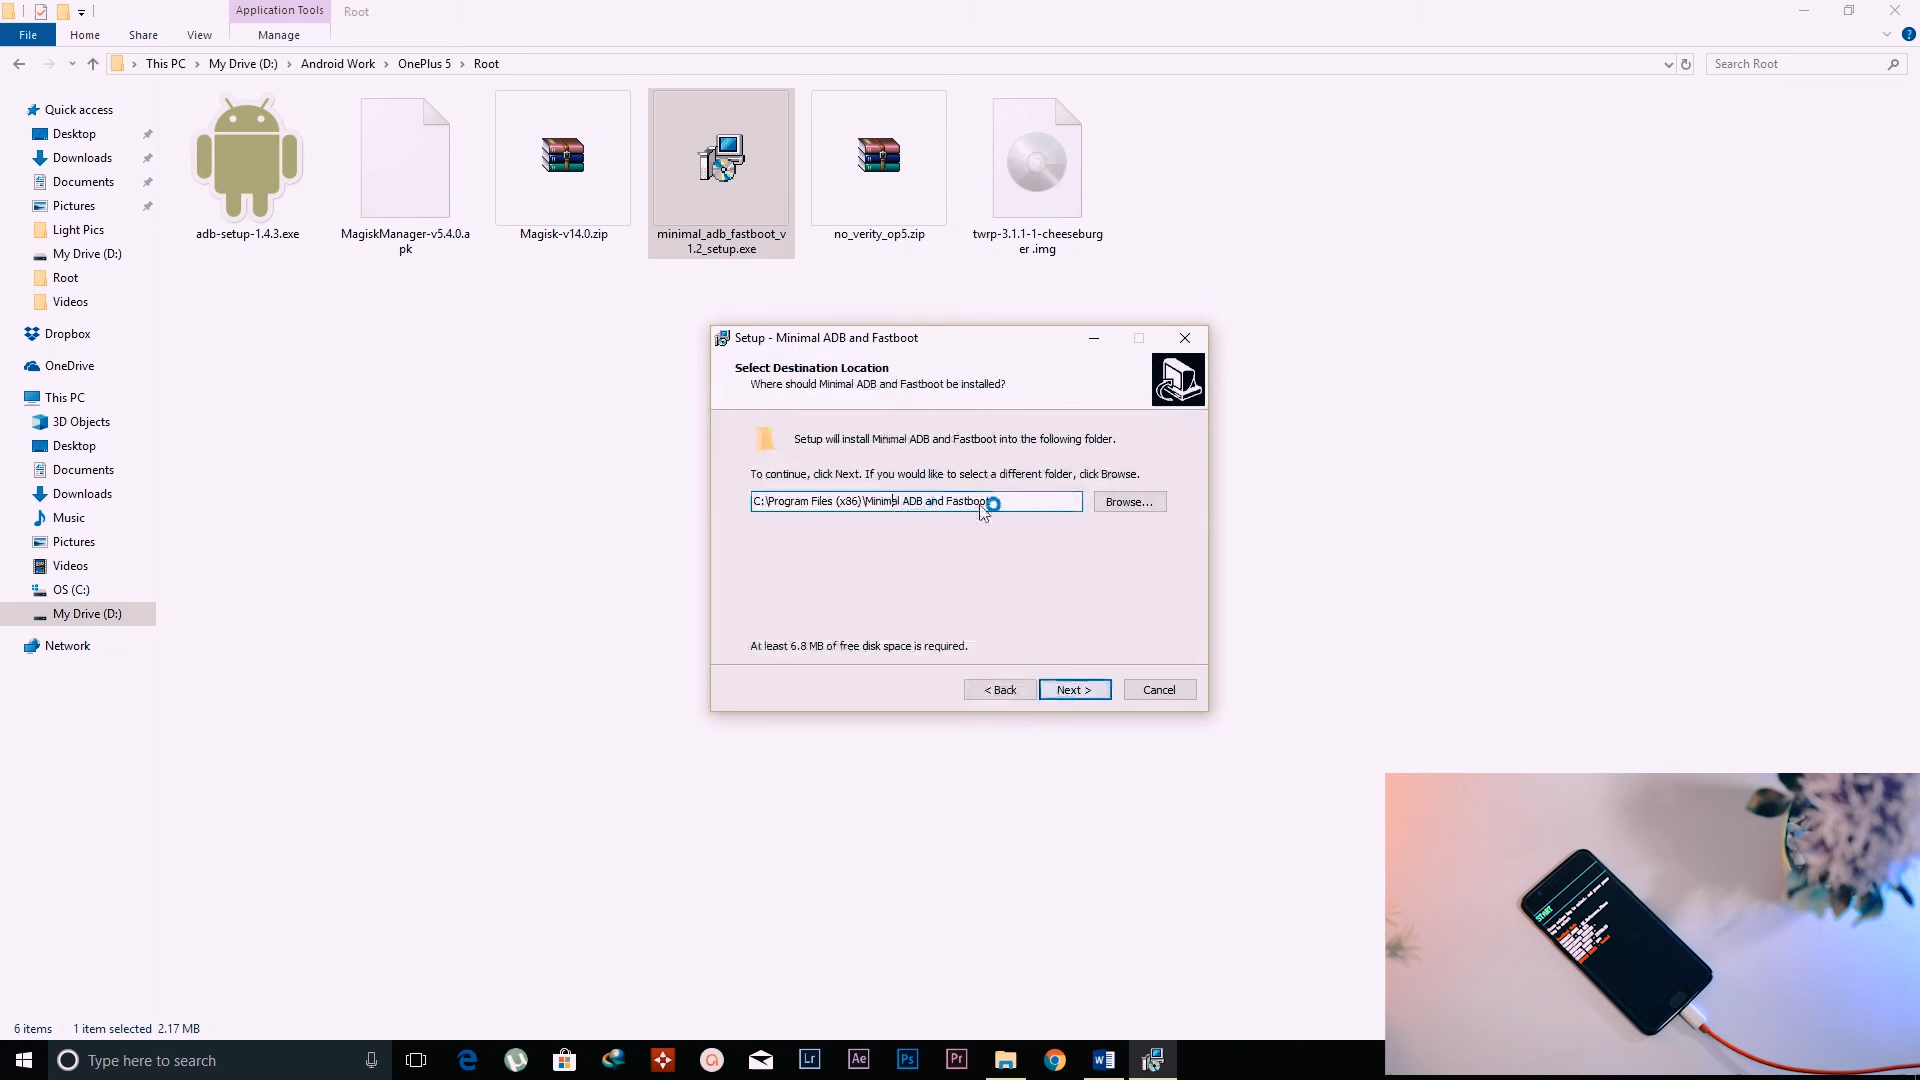 Application Tools
Root
File
Home
Share
View
Manage
This PC
My Drive (D:)
Android Work
OnePlus 5
Root
Search Root
Quick access
Desktop
Downloads
Documents
Pictures
Light Pics
My Drive (D:)
Root
Videos
Dropbox
OneDrive
This PC
3D Objects
Desktop
Documents
Downloads
Music
Pictures
Videos
OS (C:)
My Drive (D:)
Network
adb-setup-1.4.3.exe
MagiskManager-v5.4.0.a
pk
Magisk-v14.0.zip
minimal_adb_fastboot_v
1.2_setup.exe
no_verity_op5.zip
twrp-3.1.1-1-cheeseburg
er .img
Setup - Minimal ADB and Fastboot
Select Destination Location
Where should Minimal ADB and Fastboot be installed?
Setup will install Minimal ADB and Fastboot into the following folder.
To continue, click Next. If you would like to select a different folder, click Browse.
C:\Program Files (x86)\Minimal ADB and Fastboot
Browse...
At least 6.8 MB of free disk space is required.
< Back
Next >
Cancel
START
6 items
1 item selected 2.17 MB
Type here to search
Lr
Ae
Ps
Pr